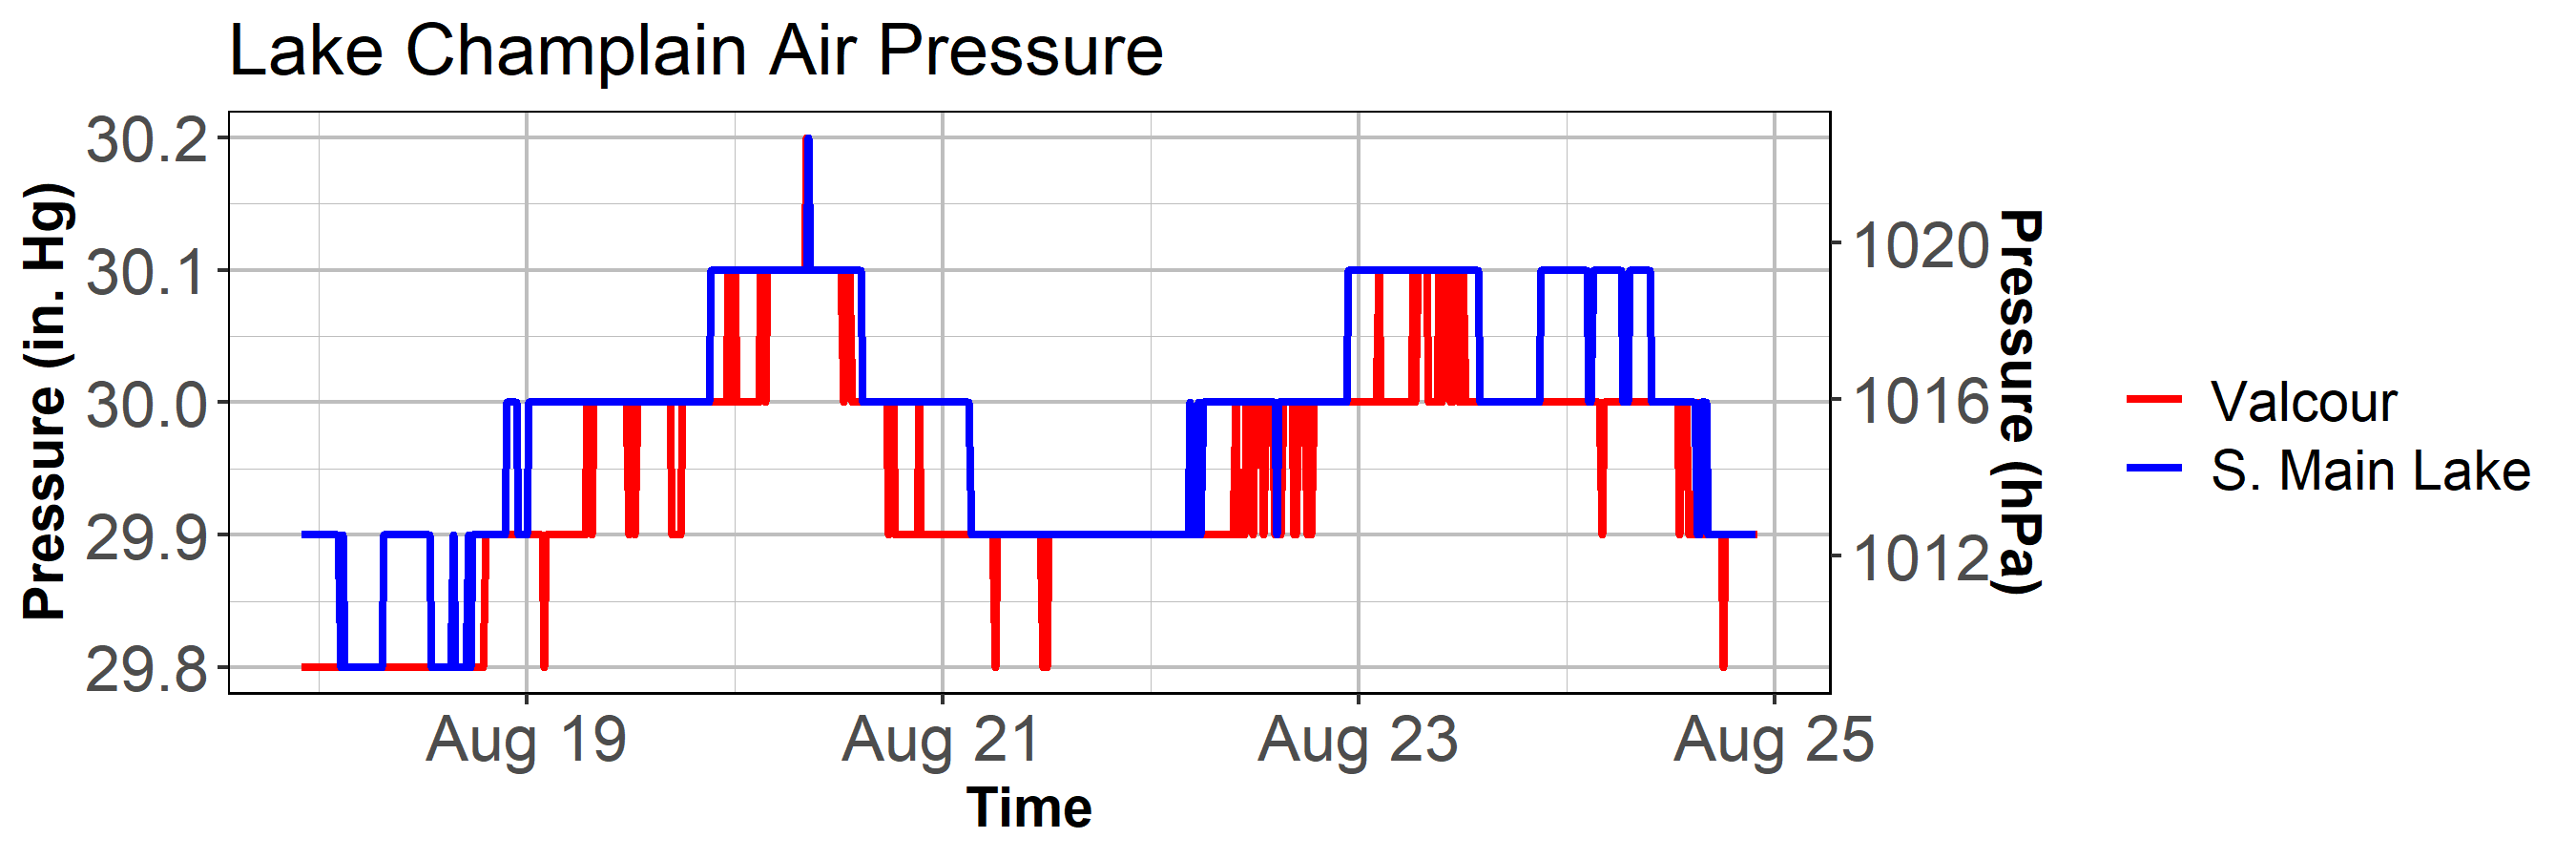 Lake Champlain Air Pressure
Pressure (in. Hg)
30.2
30.1
30.0
29.9
29.8
1020
1016
1012
Pressure (hPa)
Aug 19
Aug 21
Aug 23
Aug 25
Time
Valcour
S. Main Lake